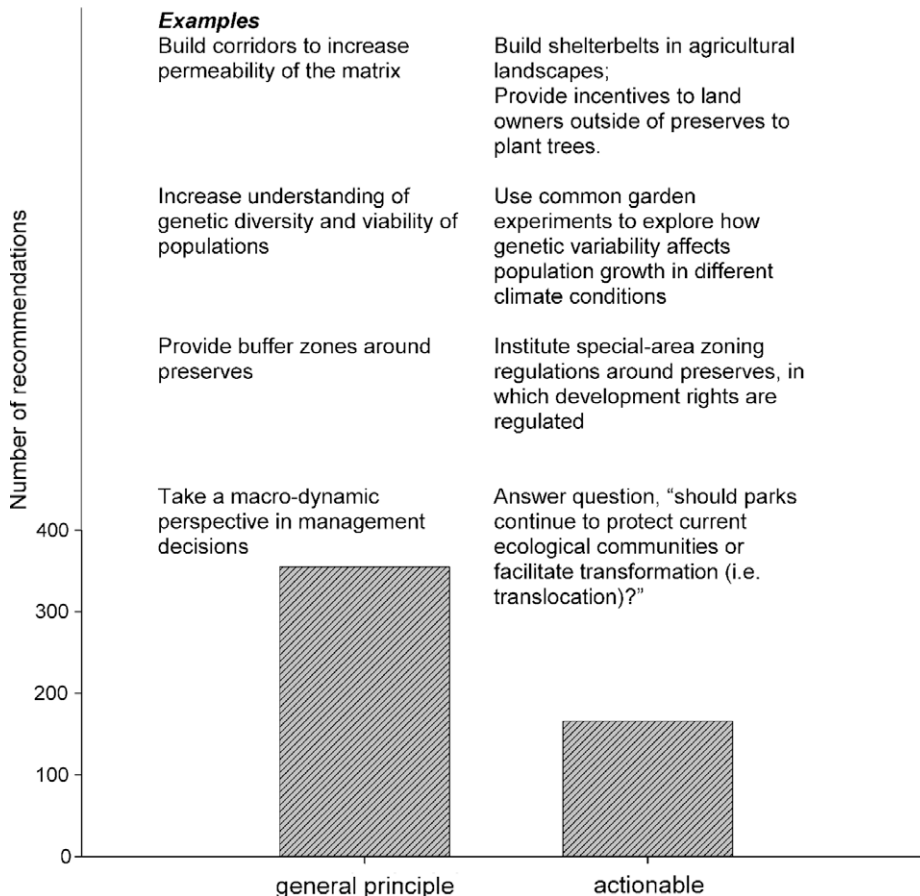 Examples
Build corridors to increase
permeability of the matrix
Build shelterbelts in agricultural
landscapes;
Provide incentives to land
owners outside of preserves to
plant trees.
Increase understanding of
genetic diversity and viability of
populations
Use common garden
experiments to explore how
genetic variability affects
population growth in different
climate conditions
Provide buffer zones around
preserves
Institute special-area zoning
regulations around preserves, in
which development rights are
regulated
Take a macro-dynamic
perspective in management
decisions
Answer question, “should parks
continue to protect current
ecological communities or
facilitate transformation (i.e.
translocation)?”
Number of recommendations
400
300
200
100
0
general principle
actionable